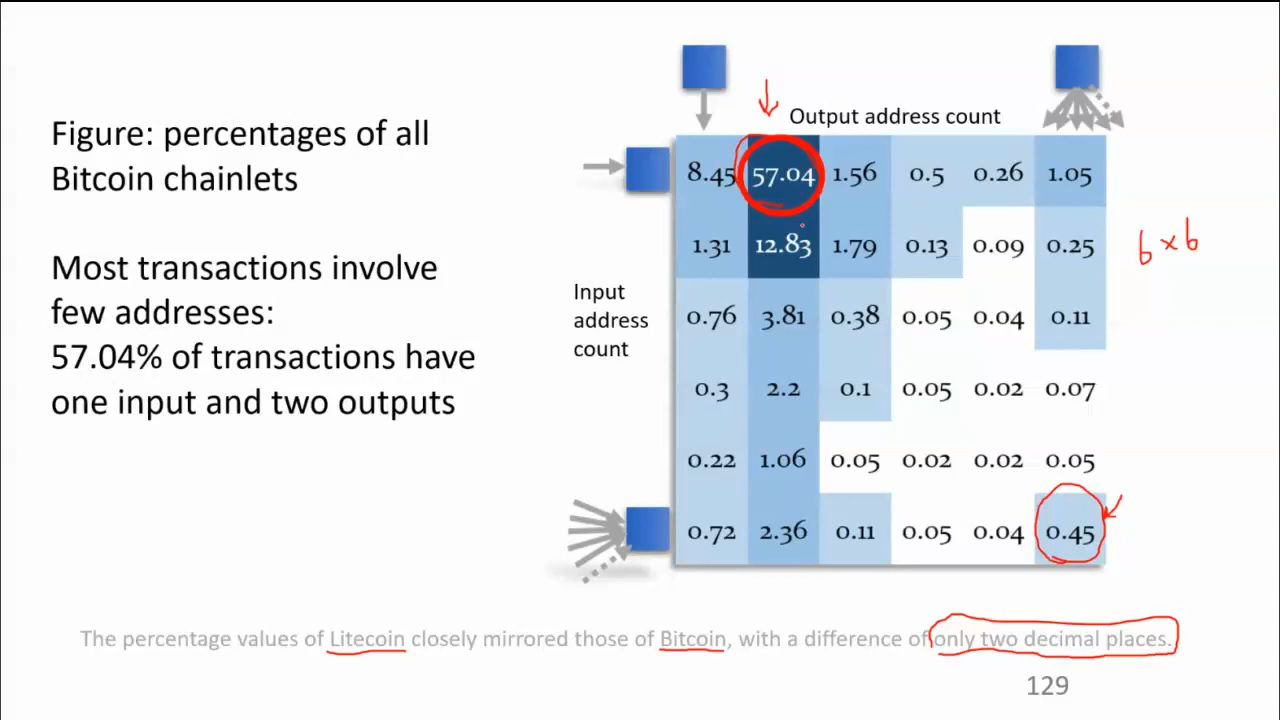 Figure: percentages of all
Bitcoin chainlets
Most transactions involve
few addresses:
57.04% of transactions have
one input and two outputs
Output address count
Input
address
count
8.45 57.04 1.56 0.5 0.26 1.05
1.31 12.83 1.79 0.13 0.09 0.25
0.76 3.81 0.38 0.05 0.04 0.11
0.3 2.2 0.1 0.05 0.02 0.07
0.22 1.06 0.05 0.02 0.02 0.05
0.72 2.36 0.11 0.05 0.04 0.45
6 × 6
The percentage values of Litecoin closely mirrored those of Bitcoin, with a difference of only two decimal places.
129